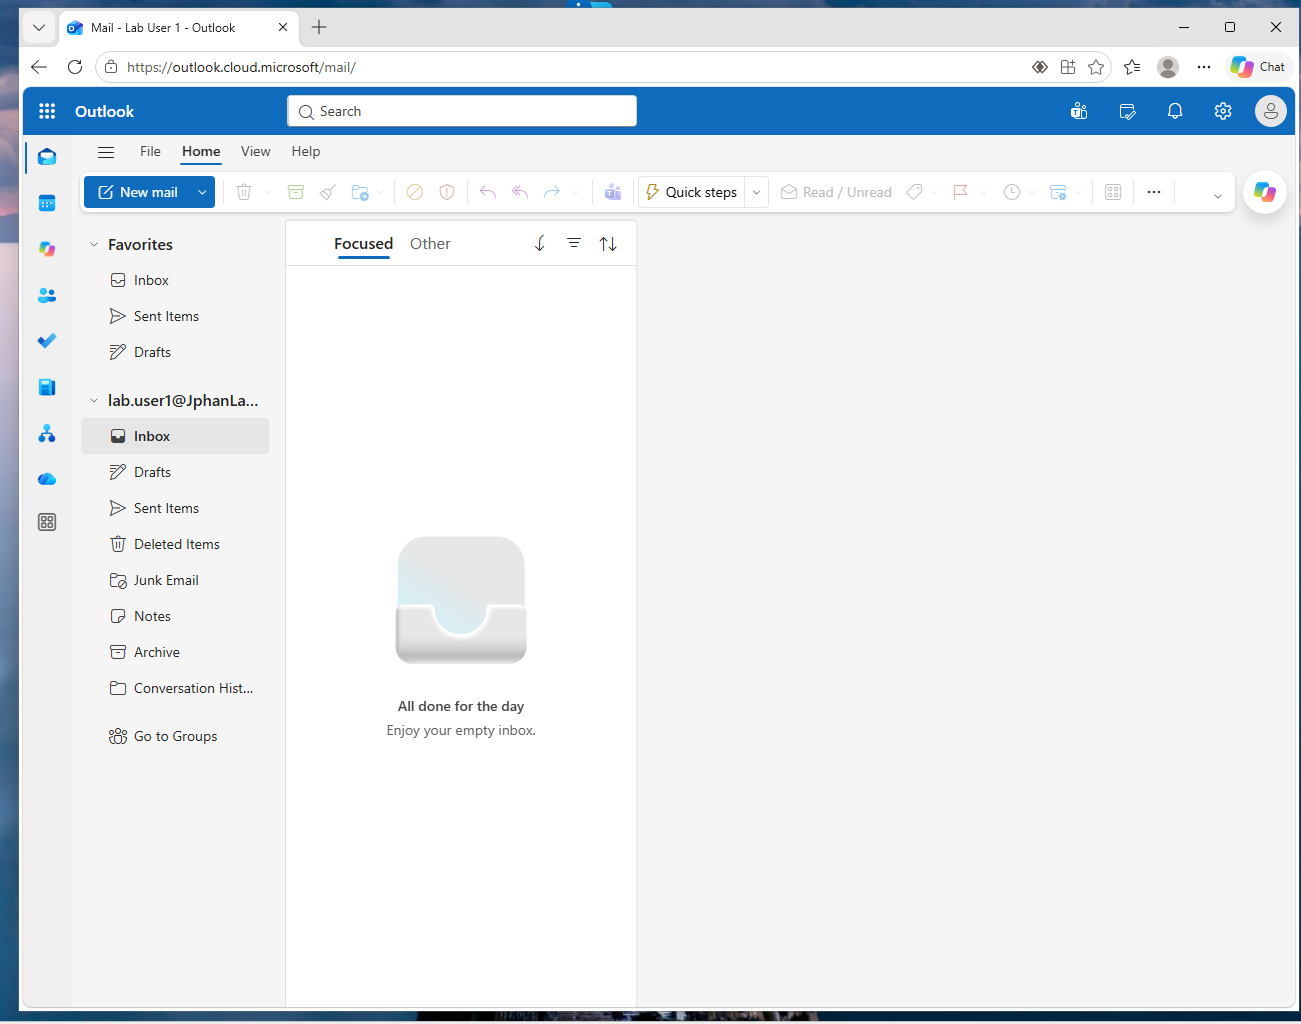 Mail - Lab User 1 - Outlook
https://outlook.cloud.microsoft/mail/
Chat
Outlook
Search
File Home View Help
New mail
Quick steps
Read / Unread
Favorites
Inbox
Sent Items
Drafts
lab.user1@JphanLa...
Inbox
Drafts
Sent Items
Deleted Items
Junk Email
Notes
Archive
Conversation Hist...
Go to Groups
Focused Other
All done for the day
Enjoy your empty inbox.